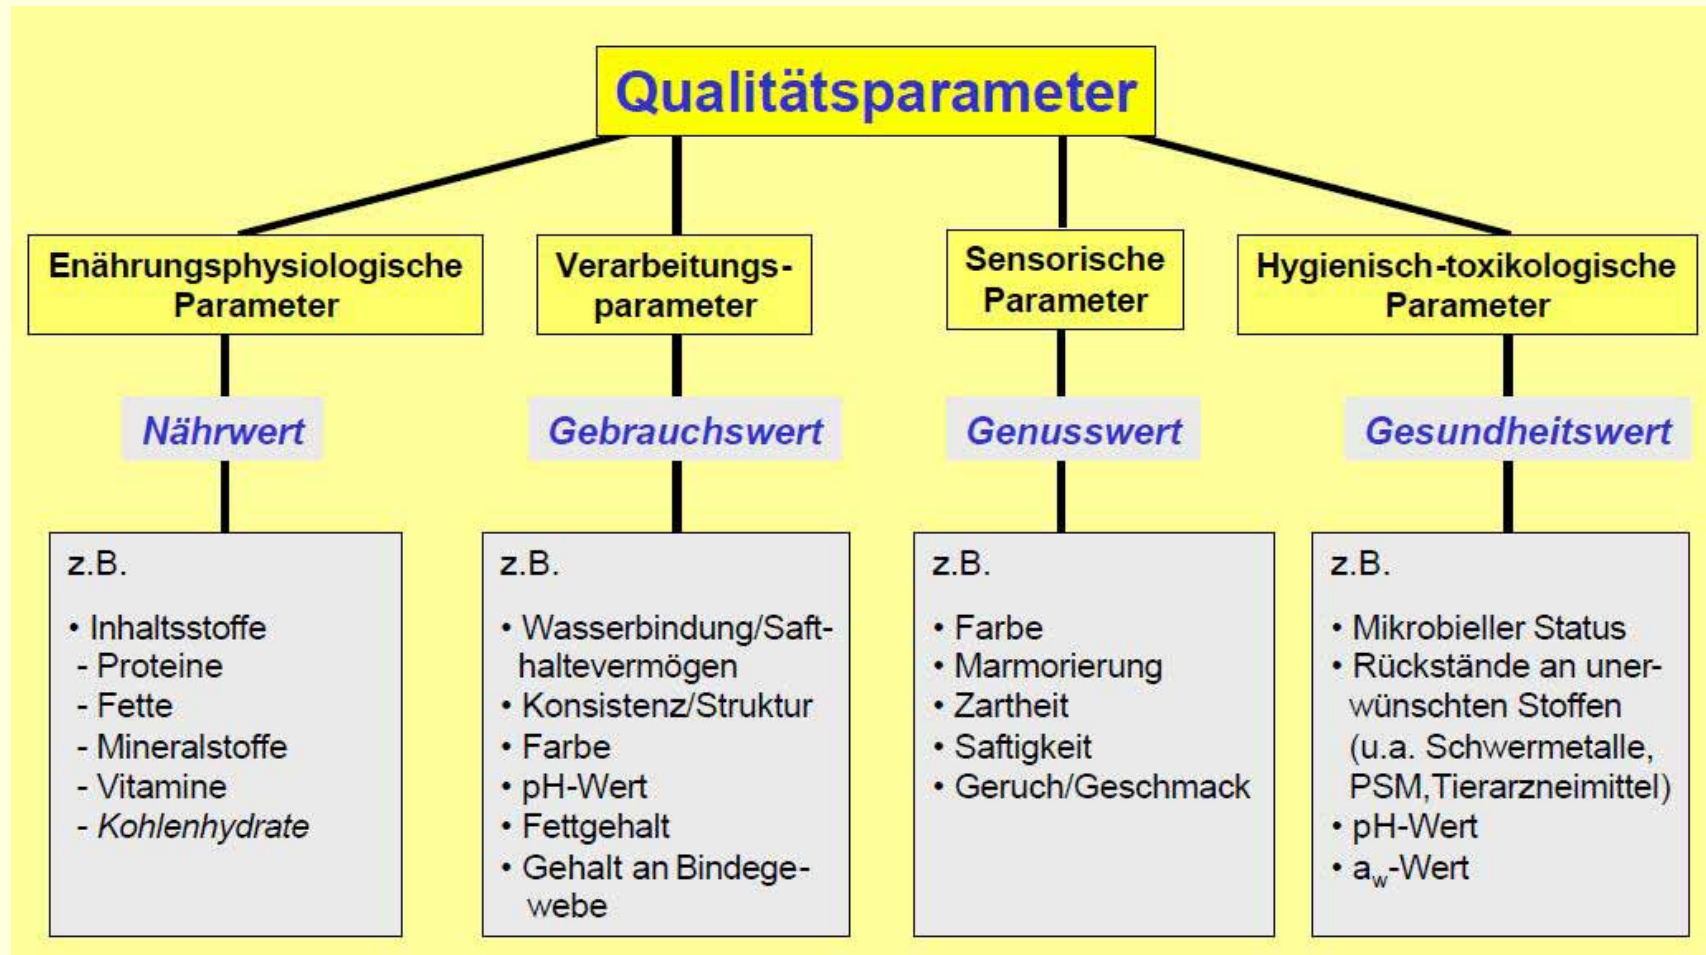 Qualitätsparameter
Enährungsphysiologische
Parameter
Nährwert
z.B.
• Inhaltsstoffe
- Proteine
- Fette
- Mineralstoffe
- Vitamine
- Kohlenhydrate
Verarbeitungs-
parameter
Gebrauchswert
z.B.
• Wasserbindung/Saft-
haltevermögen
• Konsistenz/Struktur
• Farbe
• pH-Wert
• Fettgehalt
• Gehalt an Bindege-
webe
Sensorische
Parameter
Genusswert
z.B.
• Farbe
• Marmorierung
• Zartheit
• Saftigkeit
• Geruch/Geschmack
Hygienisch-toxikologische
Parameter
Gesundheitswert
z.B.
• Mikrobieller Status
• Rückstände an uner-
wünschten Stoffen
(u.a. Schwermetalle,
PSM,Tierarzneimittel)
• pH-Wert
• aw-Wert